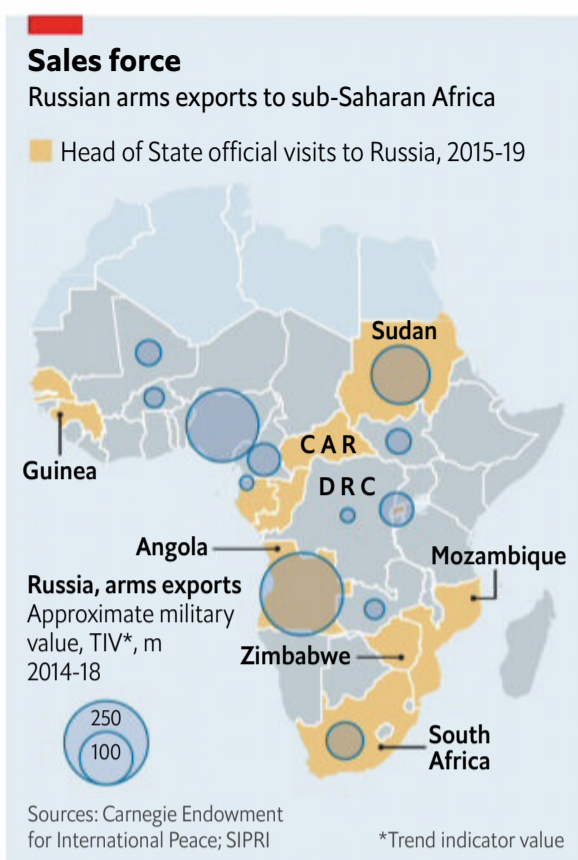 Sales force
Russian arms exports to sub-Saharan Africa
Head of State official visits to Russia, 2015-19
Sudan
CAR
Guinea
DRC
Angola
Mozambique
Russia, arms exports
Approximate military
value, TIV*, m
2014-18
Zimbabwe
250
100
South
Africa
Sources: Carnegie Endowment
for International Peace; SIPRI
*Trend indicator value